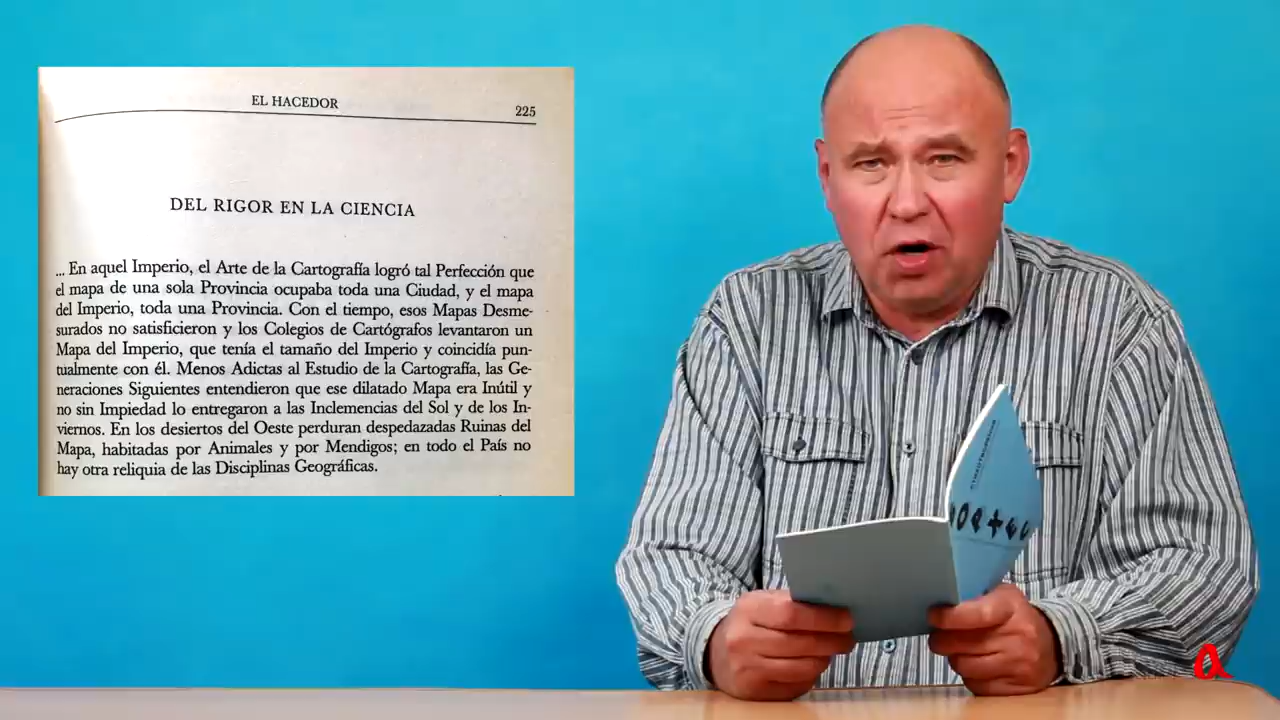 EL HACEDOR
225
DEL RIGOR EN LA CIENCIA
... En aquel Imperio, el Arte de la Cartografía logró tal Perfección que
el mapa de una sola Provincia ocupaba toda una Ciudad, y el mapa
del Imperio, toda una Provincia. Con el tiempo, esos Mapas Desme-
surados no satisficieron y los Colegios de Cartógrafos levantaron un
Mapa del Imperio, que tenía el tamaño del Imperio y coincidía pun-
tualmente con él. Menos Adictas al Estudio de la Cartografía, las Ge-
neraciones Siguientes entendieron que ese dilatado Mapa era Inútil y
no sin Impiedad lo entregaron a las Inclemencias del Sol y de los In-
viernos. En los desiertos del Oeste perduran despedazadas Ruinas del
Mapa, habitadas por Animales y por Mendigos; en todo el País no
hay otra reliquia de las Disciplinas Geográficas.